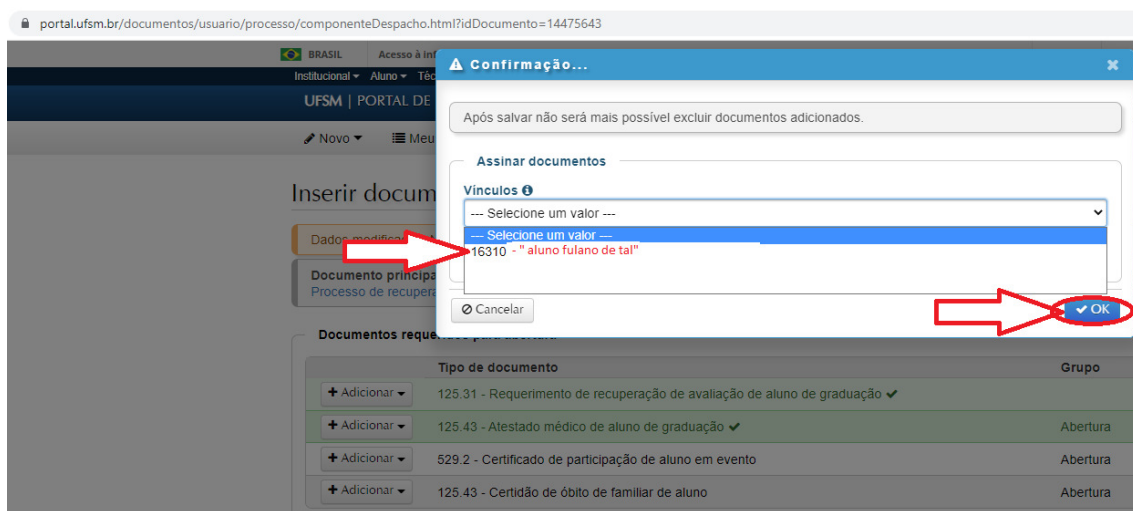 portal.ufsm.br/documentos/usuario/processo/componenteDespacho.html?idDocumento=14475643
BRASIL Acesso à inf
Institucional Aluno Téc
UFSM | PORTAL DE
Novo Meu
Confirmação...
Após salvar não será mais possível excluir documentos adicionados.
Assinar documentos
Vínculos
--- Selecione um valor ---
--- Selecione um valor ---
16310 - " aluno fulano de tal"
Cancelar OK
Inserir docum
Dados modific
Documento principa
Processo de recupera
Documentos reque
Tipo de documento Grupo
Adicionar 125.31 - Requerimento de recuperação de avaliação de aluno de graduação
Adicionar 125.43 - Atestado médico de aluno de graduação Abertura
Adicionar 529.2 - Certificado de participação de aluno em evento Abertura
Adicionar 125.43 - Certidão de óbito de familiar de aluno Abertura